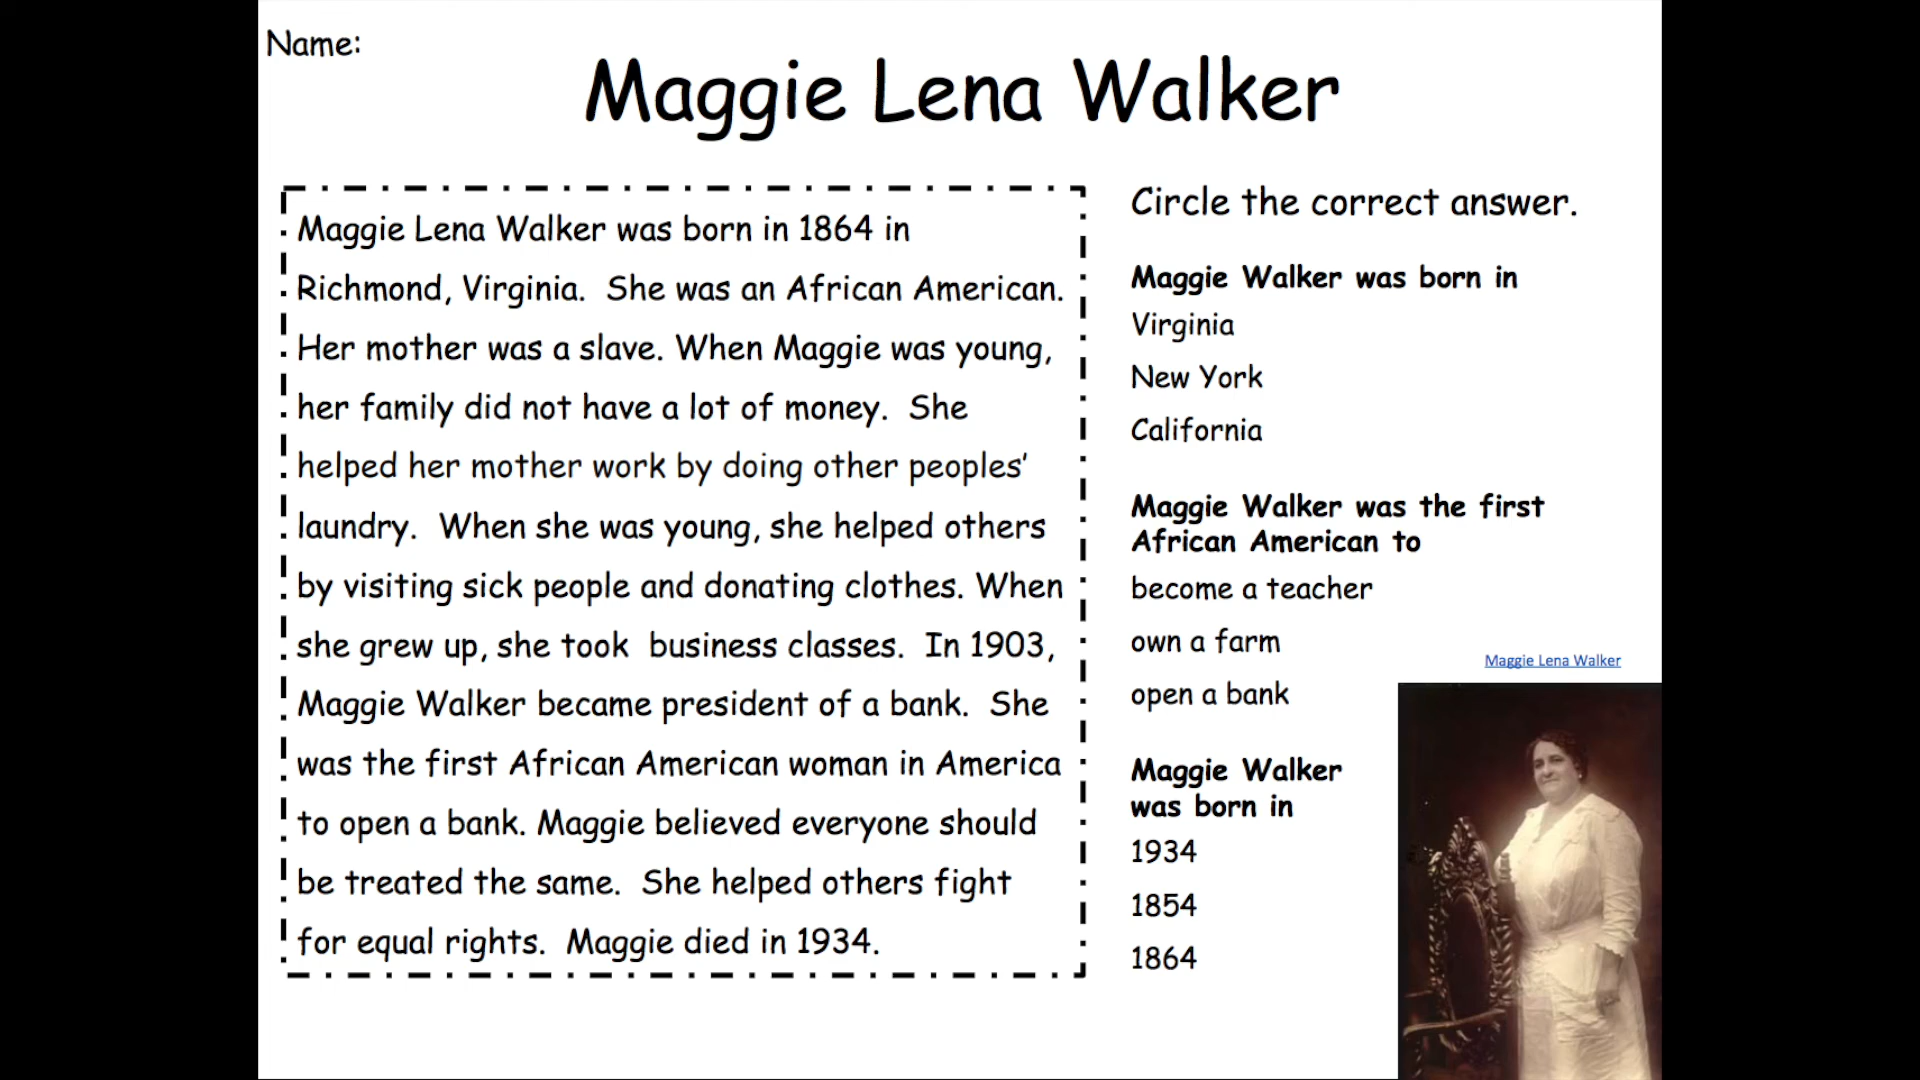 Name:
Maggie Lena Walker
Maggie Lena Walker was born in 1864 in
Richmond, Virginia.  She was an African American.
Her mother was a slave. When Maggie was young,
her family did not have a lot of money.  She
helped her mother work by doing other peoples’
laundry.  When she was young, she helped others
by visiting sick people and donating clothes. When
she grew up, she took  business classes.  In 1903,
Maggie Walker became president of a bank.  She
was the first African American woman in America
to open a bank. Maggie believed everyone should
be treated the same.  She helped others fight
for equal rights.  Maggie died in 1934.
Circle the correct answer.
Maggie Walker was born in
Virginia
New York
California
Maggie Walker was the first
African American to
become a teacher
own a farm
open a bank
Maggie Walker
was born in
1934
1854
1864
Maggie Lena Walker